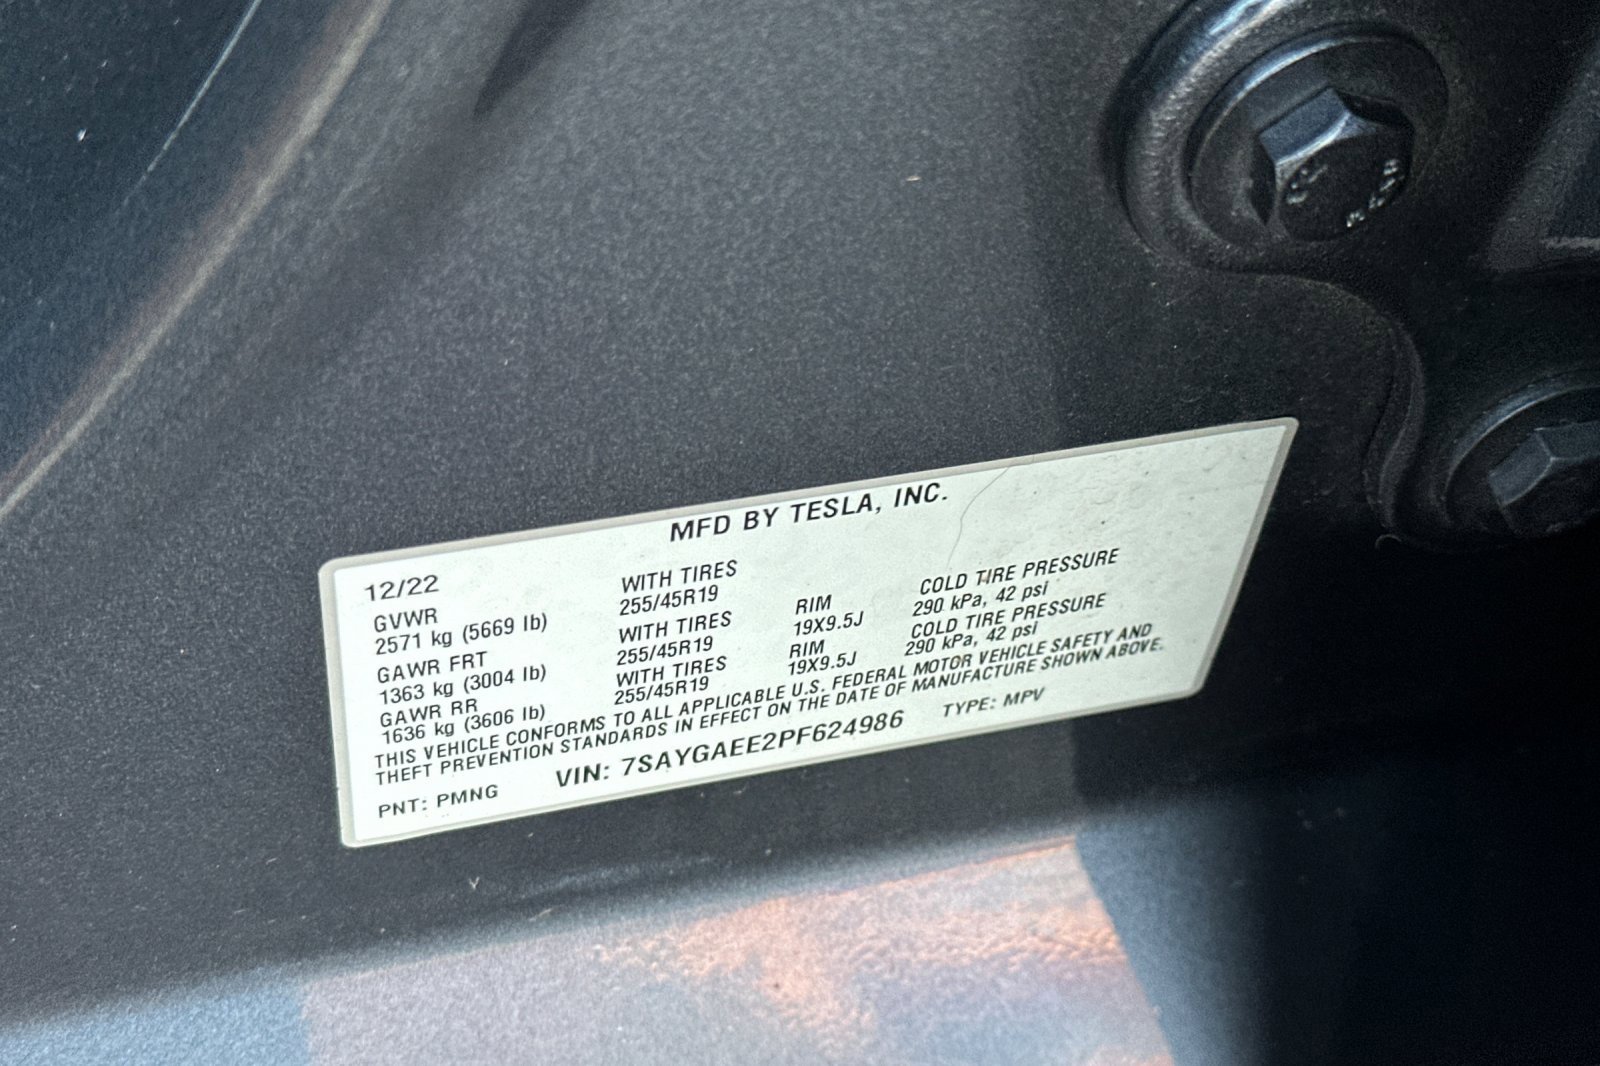 MFD BY TESLA, INC.
12/22
GVWR WITH TIRES
2571 kg (5669 lb) 255/45R19 RIM COLD TIRE PRESSURE
GAWR FRT WITH TIRES 19X9.5J 290 kPa, 42 psi
1363 kg (3004 lb) 255/45R19 RIM COLD TIRE PRESSURE
GAWR RR WITH TIRES 19X9.5J 290 kPa, 42 psi
1636 kg (3606 lb) 255/45R19
THIS VEHICLE CONFORMS TO ALL APPLICABLE U.S. FEDERAL MOTOR VEHICLE SAFETY AND
THEFT PREVENTION STANDARDS IN EFFECT ON THE DATE OF MANUFACTURE SHOWN ABOVE.
PNT: PMNG VIN: 7SAYGAEE2PF624986 TYPE: MPV